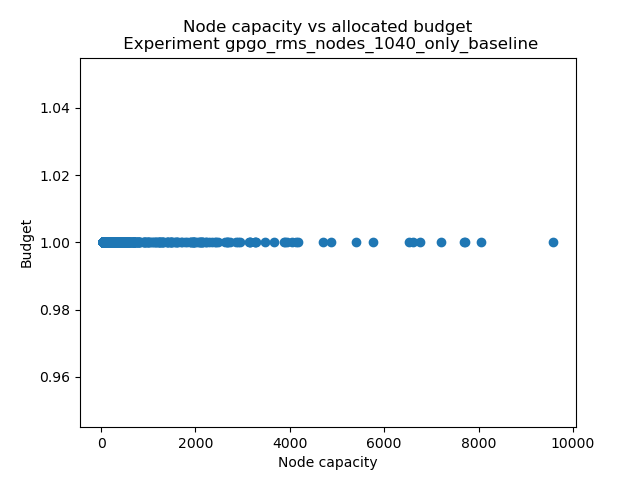 Node capacity vs allocated budget
Experiment gpgo_rms_nodes_1040_only_baseline
1.04
1.02
1.00
0.98
0.96
Budget
0
2000
4000
6000
8000
10000
Node capacity